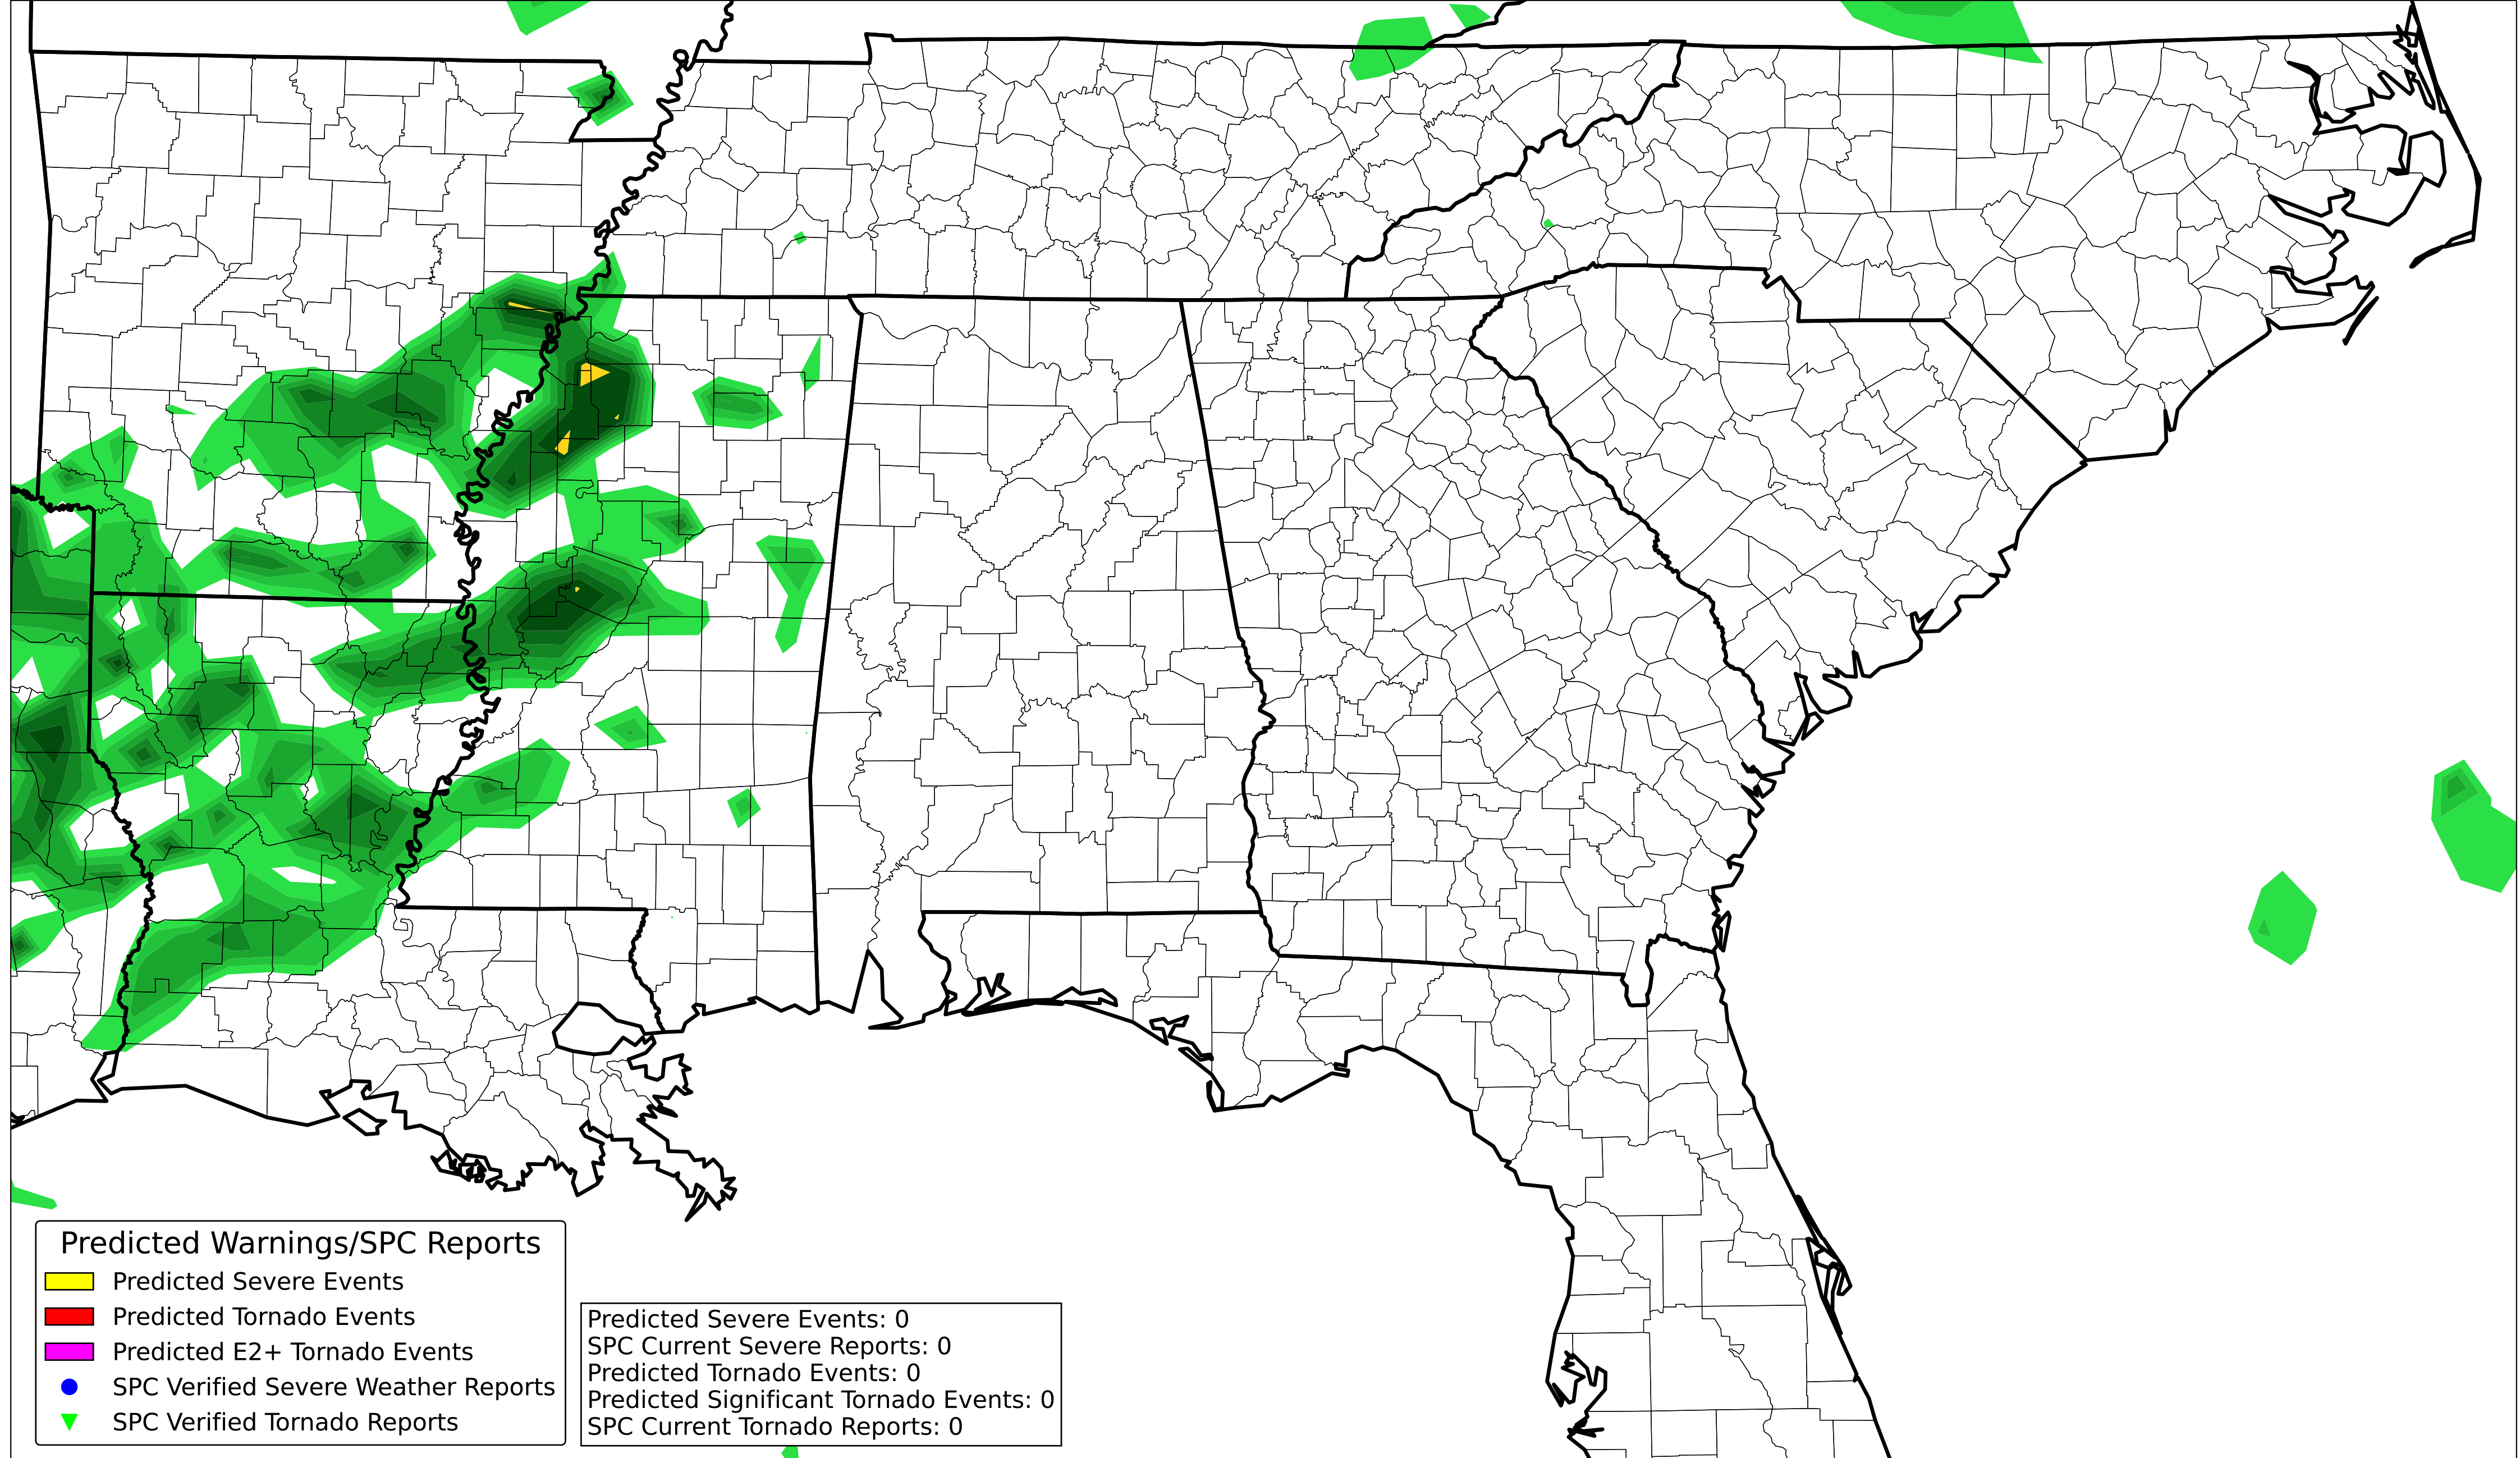 Predicted Warnings/SPC Reports
Predicted Severe Events
Predicted Tornado Events
Predicted E2+ Tornado Events
SPC Verified Severe Weather Reports
SPC Verified Tornado Reports
Predicted Severe Events: 0
SPC Current Severe Reports: 0
Predicted Tornado Events: 0
Predicted Significant Tornado Events: 0
SPC Current Tornado Reports: 0